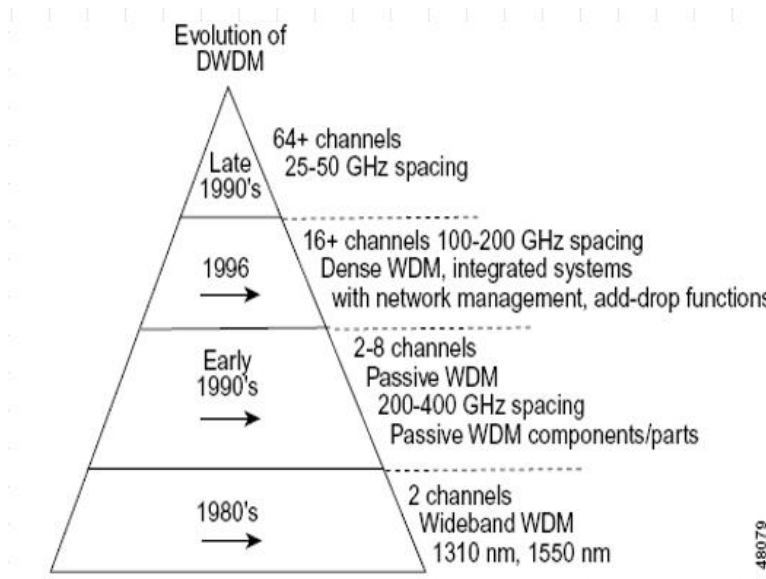 Evolution of
DWDM
64+ channels
25-50 GHz spacing
Late
1990's
16+ channels 100-200 GHz spacing
Dense WDM, integrated systems
with network management, add-drop functions
1996
2-8 channels
Passive WDM
200-400 GHz spacing
Passive WDM components/parts
Early
1990's
2 channels
Wideband WDM
1310 nm, 1550 nm
1980's
48079